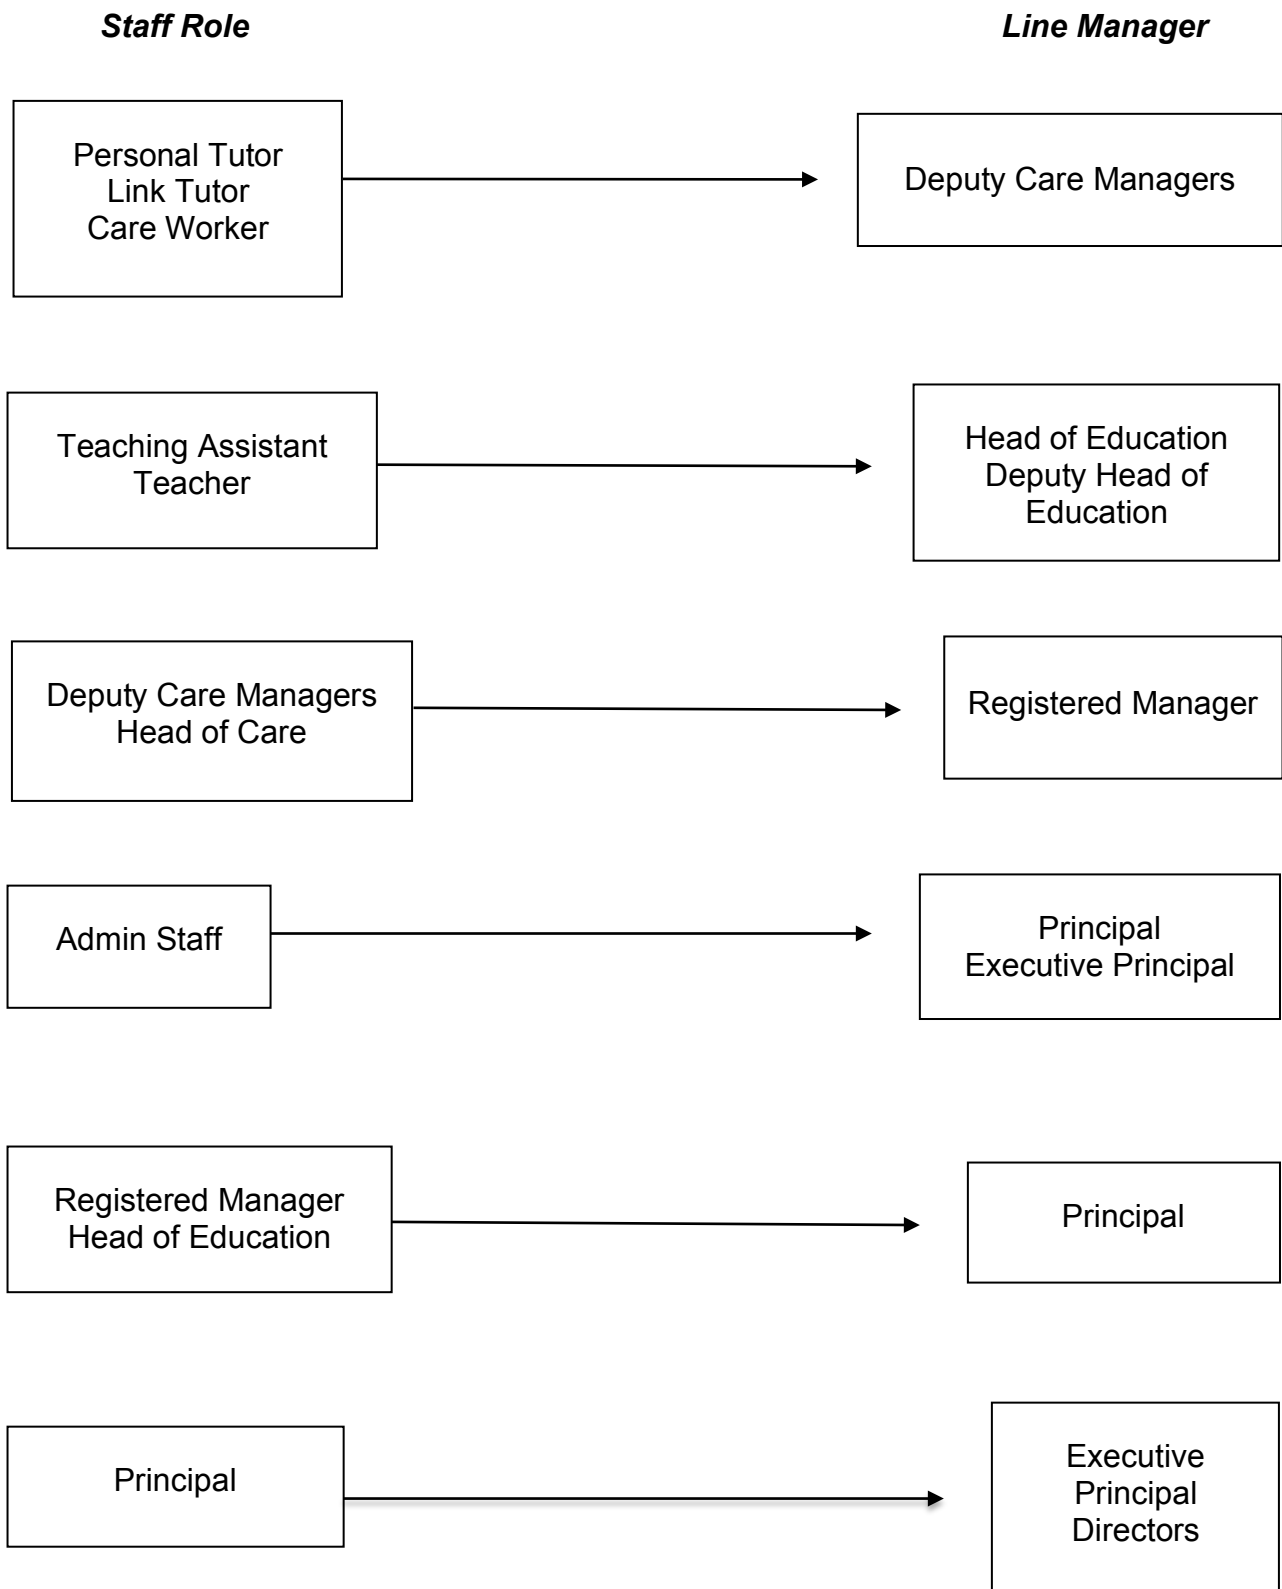 Staff Role
Line Manager
Personal Tutor
Link Tutor
Care Worker
Deputy Care Managers
Teaching Assistant
Teacher
Head of Education
Deputy Head of
Education
Deputy Care Managers
Head of Care
Registered Manager
Admin Staff
Principal
Executive Principal
Registered Manager
Head of Education
Principal
Principal
Executive
Principal
Directors